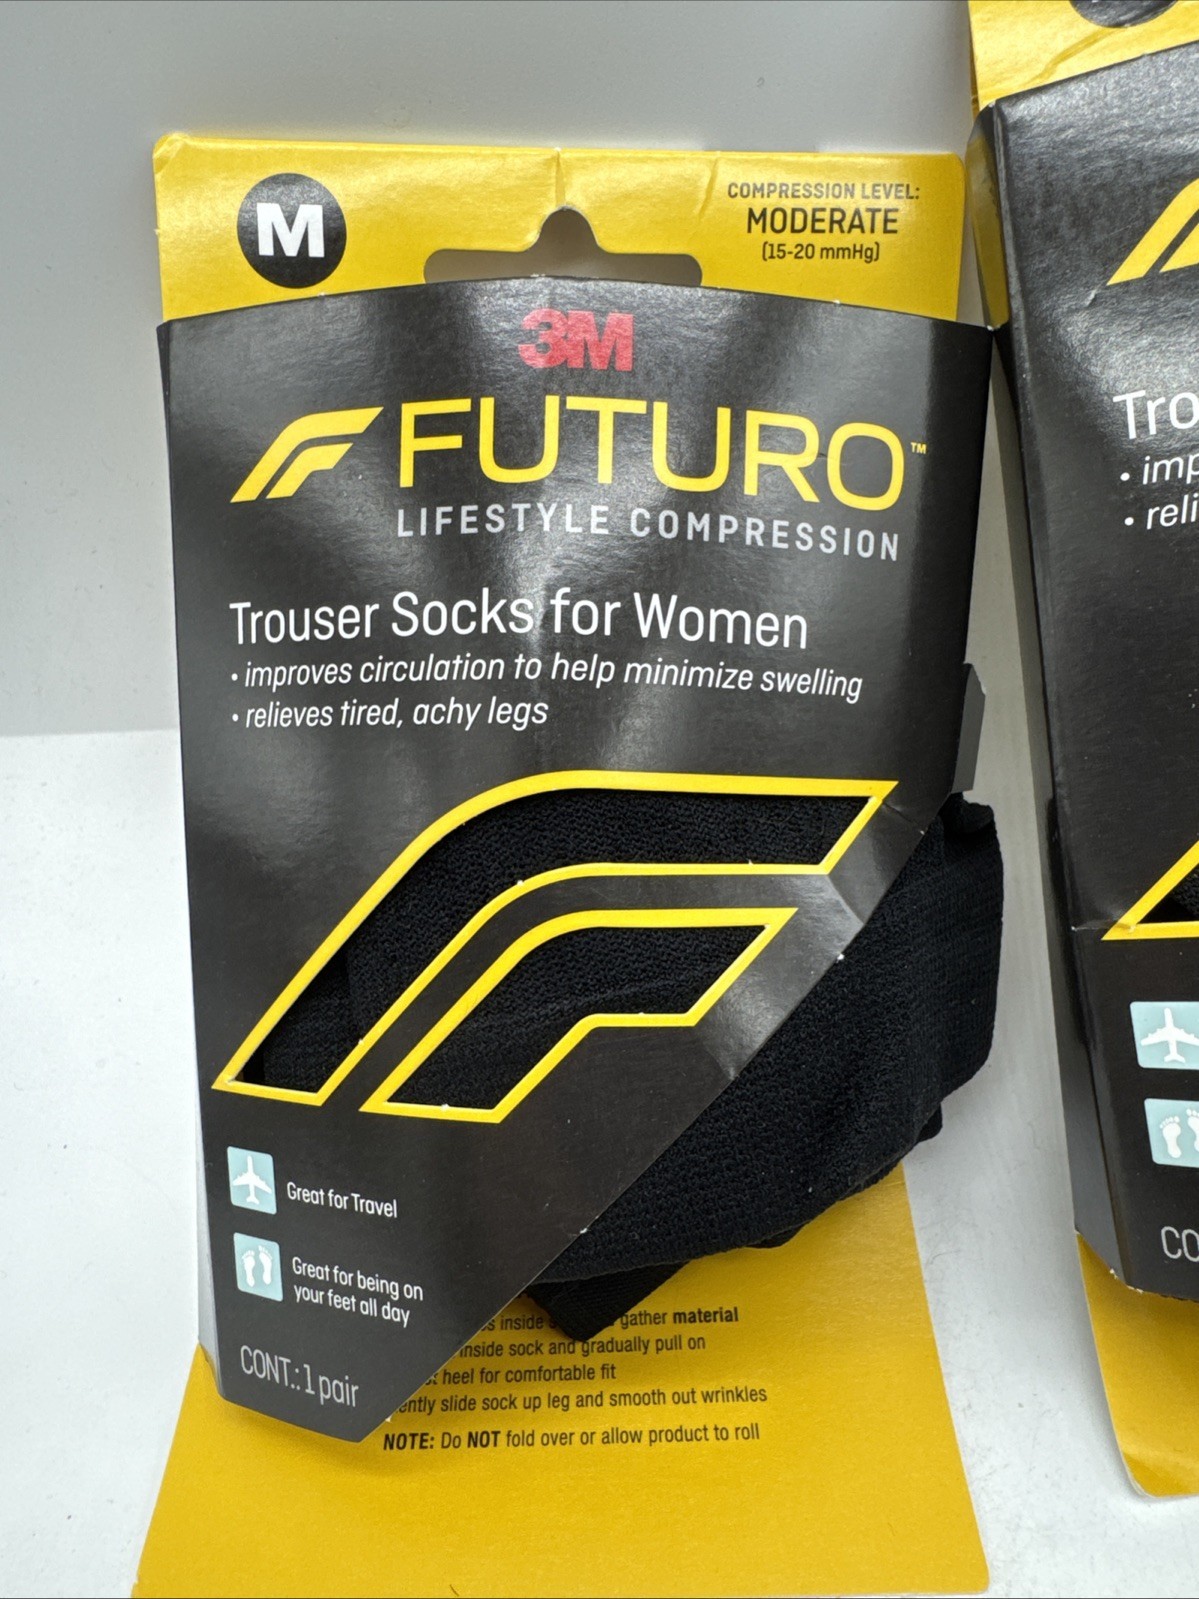 M
COMPRESSION LEVEL:
MODERATE
(15-20 mmHg)
3M
FUTURO™
LIFESTYLE COMPRESSION
Trouser Socks for Women
• improves circulation to help minimize swelling
• relieves tired, achy legs
Great for Travel
Great for being on
your feet all day
CONT.: 1 pair
inside gather material
inside sock and gradually pull on
heel for comfortable fit
ently slide sock up leg and smooth out wrinkles
NOTE: Do NOT fold over or allow product to roll
Tro
• imp
• reli
CO